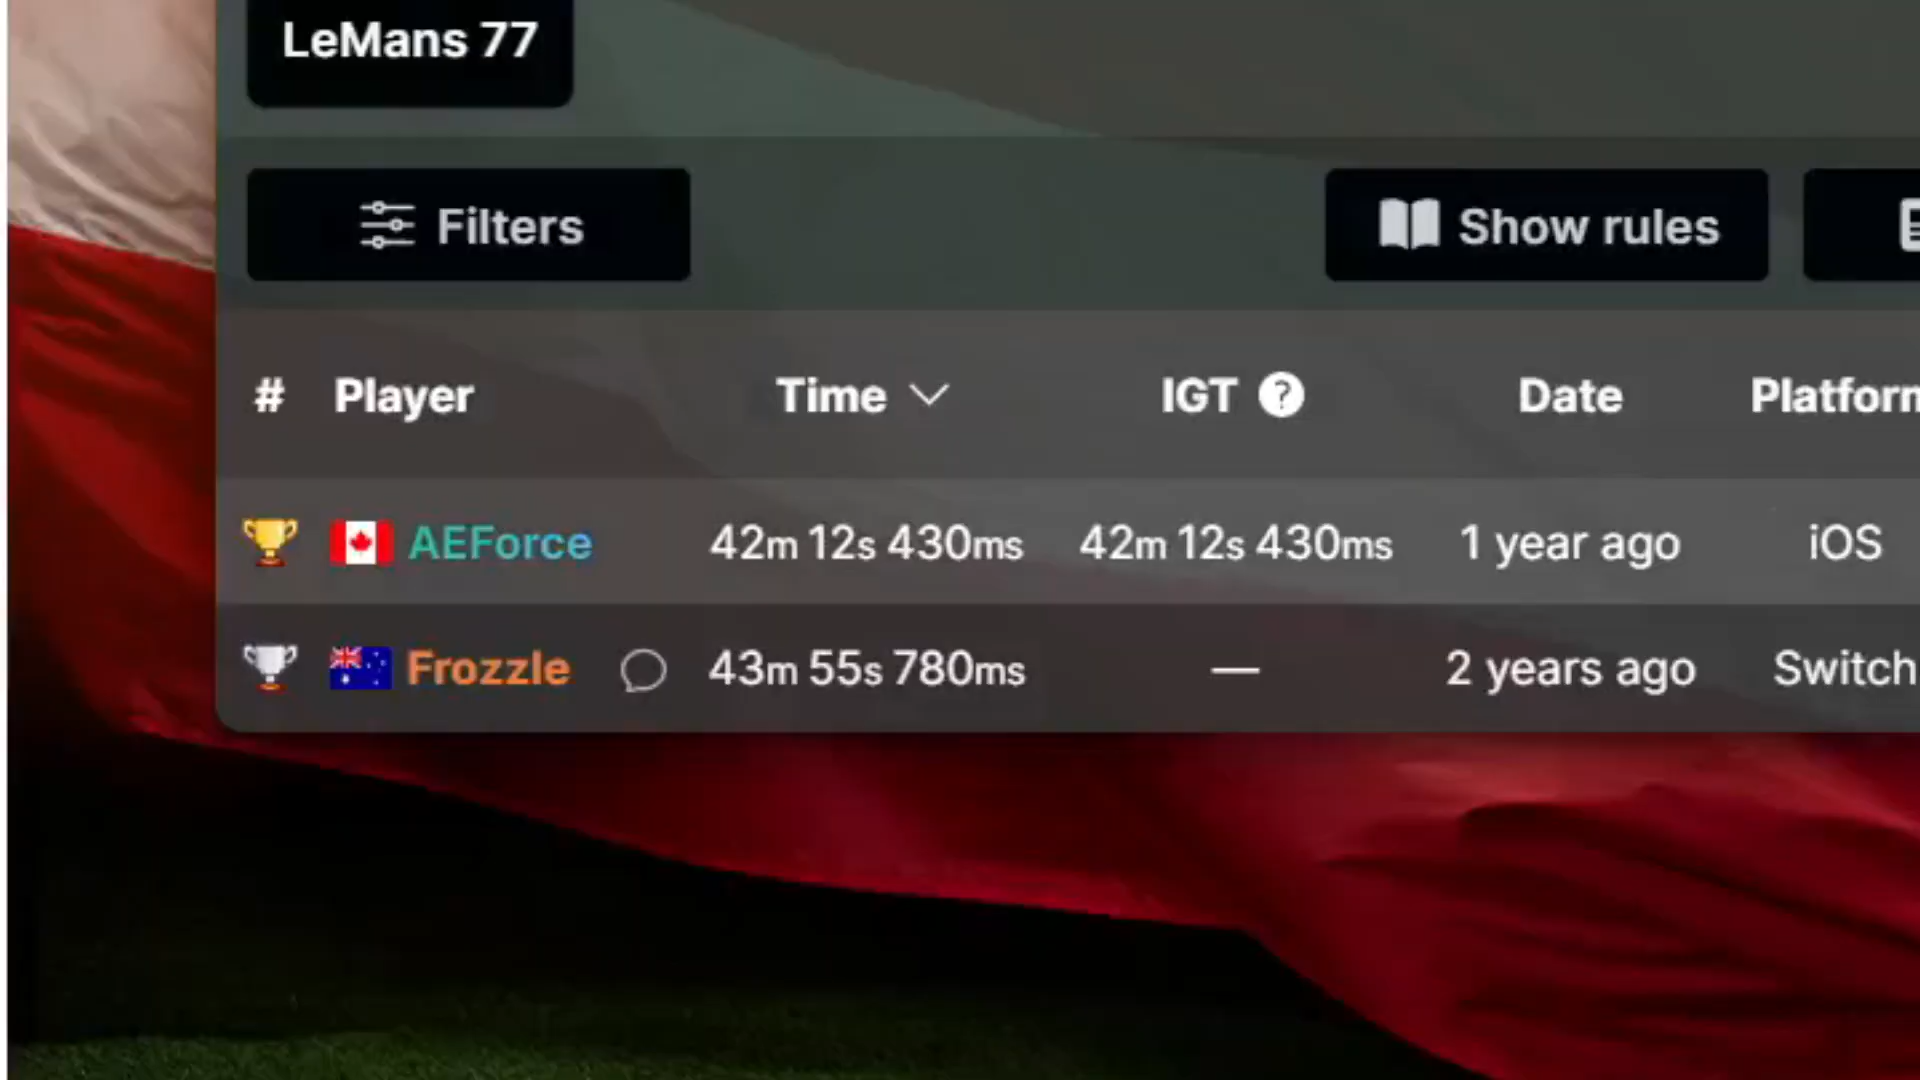 LeMans 77
Filters
Show rules
# Player Time IGT ? Date Platform
AEForce 42m 12s 430ms 42m 12s 430ms 1 year ago iOS
Frozzle 43m 55s 780ms — 2 years ago Switch